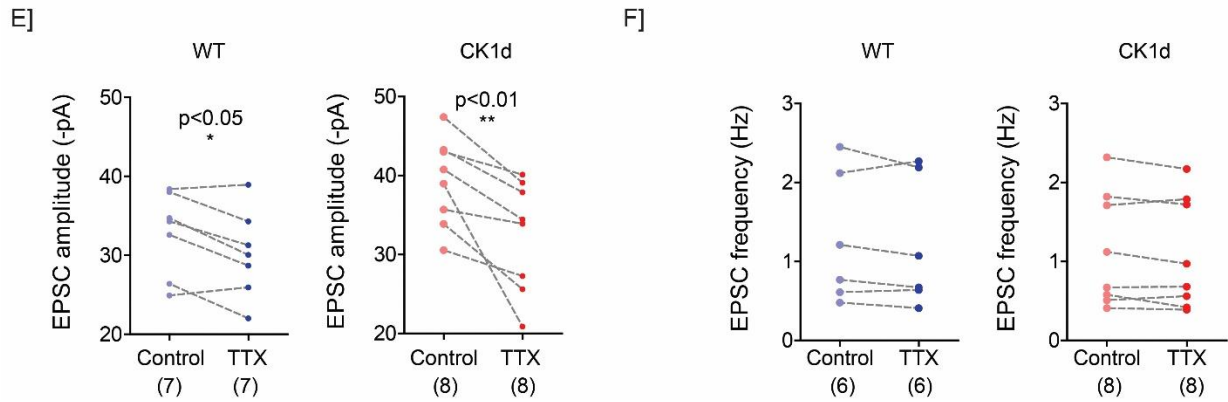 E]
WT
EPSC amplitude (-pA)
50
40
30
20
p<0.05
*
Control
TTX
(7)
(7)
CK1d
EPSC amplitude (-pA)
50
40
30
20
p<0.01
**
Control
TTX
(8)
(8)
F]
WT
EPSC frequency (Hz)
3
2
1
0
Control
TTX
(6)
(6)
CK1d
EPSC frequency (Hz)
3
2
1
0
Control
TTX
(8)
(8)